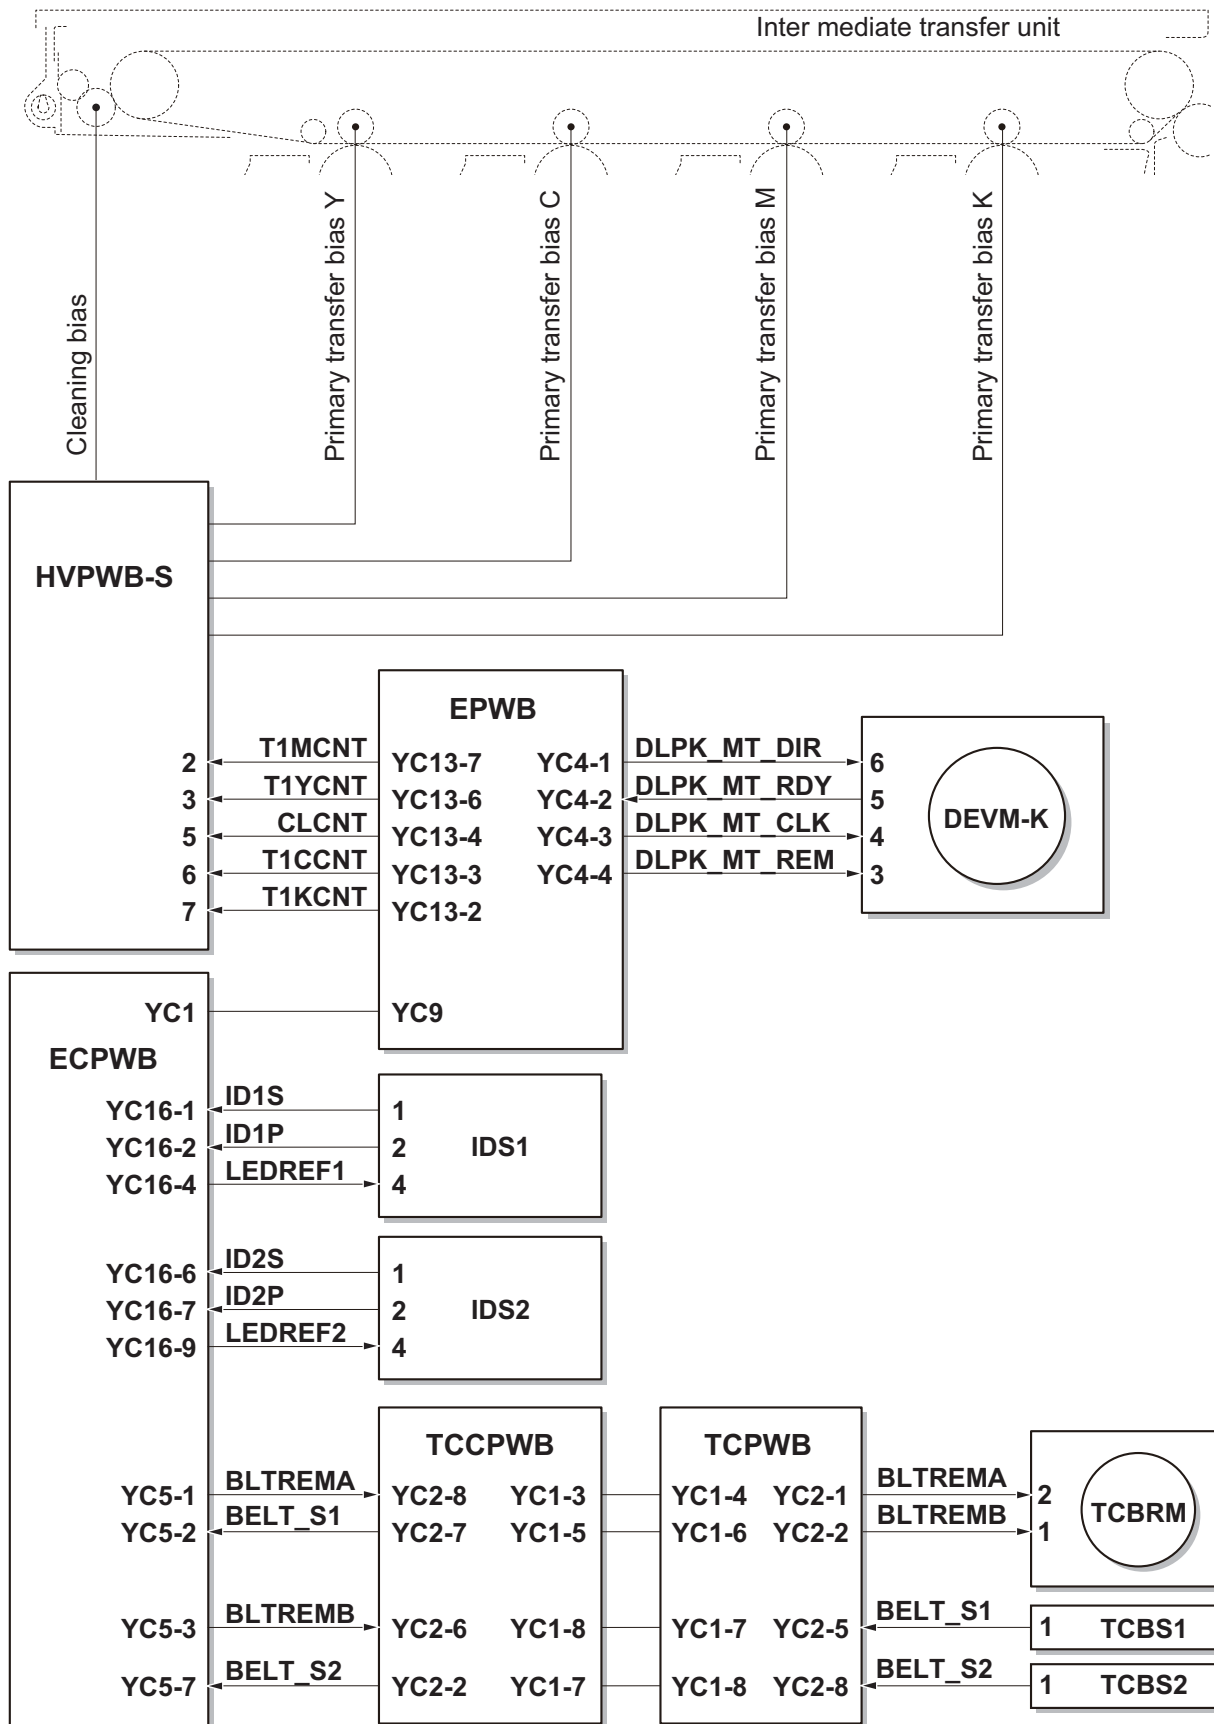 Inter mediate transfer unit
Cleaning bias
Primary transfer bias Y
Primary transfer bias C
Primary transfer bias M
Primary transfer bias K
HVPWB-S
EPWB
2 T1MCNT YC13-7 YC4-1 DLPK_MT_DIR 6
3 T1YCNT YC13-6 YC4-2 DLPK_MT_RDY 5
5 CLCNT YC13-4 YC4-3 DLPK_MT_CLK 4
6 T1CCNT YC13-3 YC4-4 DLPK_MT_REM 3
7 T1KCNT YC13-2
DEVM-K
YC1 YC9
ECPWB
YC16-1 ID1S 1
YC16-2 ID1P 2
YC16-4 LEDREF1 4
IDS1
YC16-6 ID2S 1
YC16-7 ID2P 2
YC16-9 LEDREF2 4
IDS2
TCCPWB TCPWB
YC5-1 BLTREMA YC2-8 YC1-3 YC1-4 YC2-1 BLTREMA 2
YC5-2 BELT_S1 YC2-7 YC1-5 YC1-6 YC2-2 BLTREMB 1
TCBRM
YC5-3 BLTREMB YC2-6 YC1-8 YC1-7 YC2-5 BELT_S1 1 TCBS1
YC5-7 BELT_S2 YC2-2 YC1-7 YC1-8 YC2-8 BELT_S2 1 TCBS2